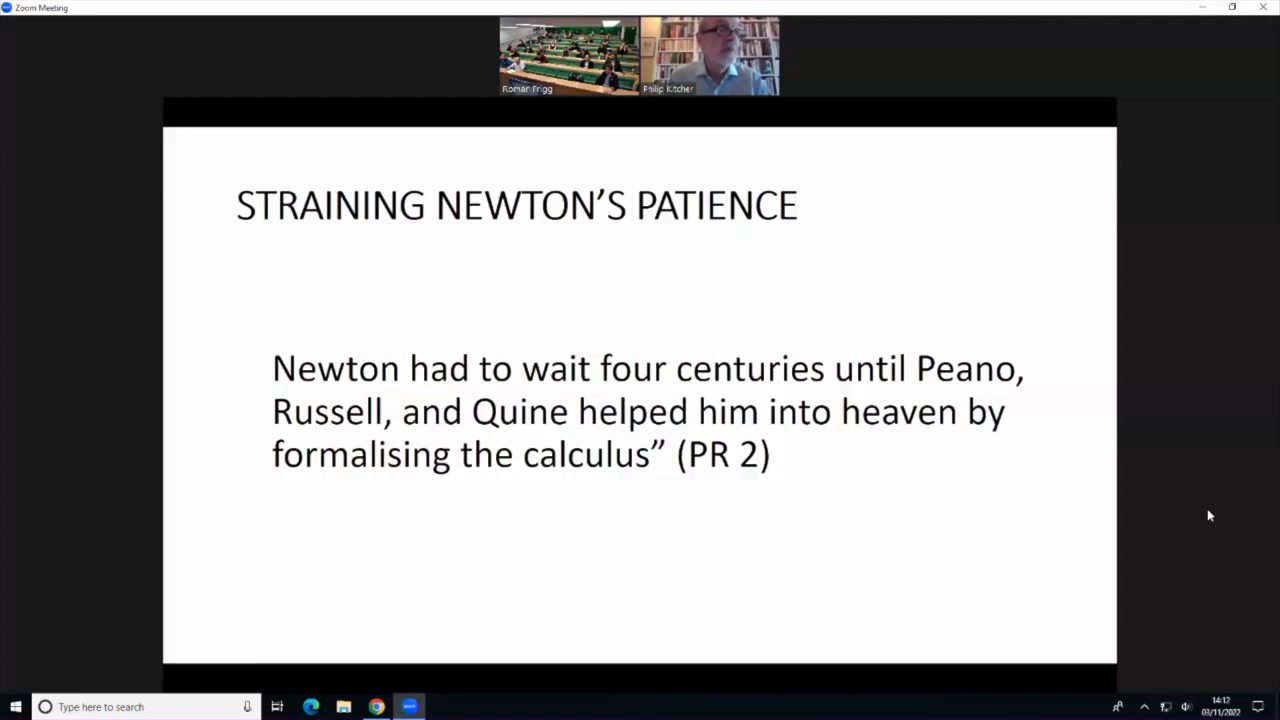 Zoom Meeting
Roman Frigg
Philip Kitcher
STRAINING NEWTON’S PATIENCE
Newton had to wait four centuries until Peano,
Russell, and Quine helped him into heaven by
formalising the calculus” (PR 2)
Type here to search
14:12
03/11/2022